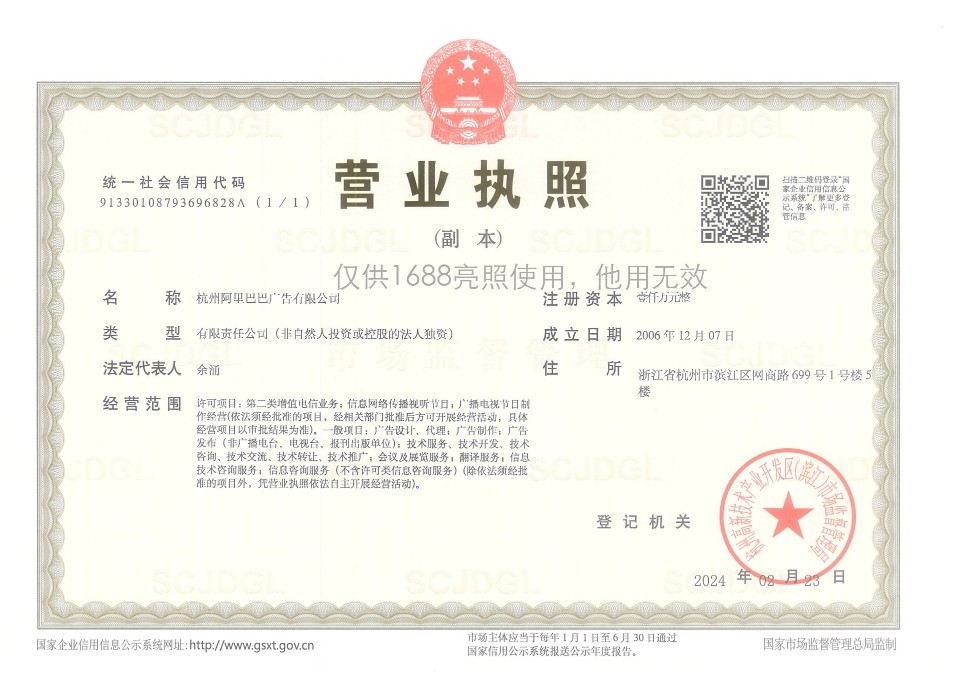 营业执照
(副 本)
统一社会信用代码
91330108793696828A (1/1)
扫描二维码登录"国
家企业信用信息公
示系统"了解更多登
记、备案、许可、监
管信息
仅供1688亮照使用，他用无效
名 称 杭州阿里巴巴广告有限公司
注册资本 壹仟万元整
类 型 有限责任公司（非自然人投资或控股的法人独资）
成立日期 2006年12月07日
法定代表人 余涌
住 所 浙江省杭州市滨江区网商路699号1号楼5
楼
经营范围 许可项目：第二类增值电信业务；信息网络传播视听节目；广播电视节目制
作经营(依法须经批准的项目，经相关部门批准后方可开展经营活动，具体
经营项目以审批结果为准)。一般项目：广告设计、代理；广告制作；广告
发布（非广播电台、电视台、报刊出版单位）；技术服务、技术开发、技术
咨询、技术交流、技术转让、技术推广；会议及展览服务；翻译服务；信息
技术咨询服务；信息咨询服务（不含许可类信息咨询服务）(除依法须经批
准的项目外，凭营业执照依法自主开展经营活动)。
登记机关
杭州高新技术产业开发区(滨江)市场监督管理局
2024 年 02 月 23 日
国家企业信用信息公示系统网址:http://www.gsxt.gov.cn
市场主体应当于每年1月1日至6月30日通过
国家信用公示系统报送公示年度报告。
国家市场监督管理总局监制
SCJDGL
市场监督管理